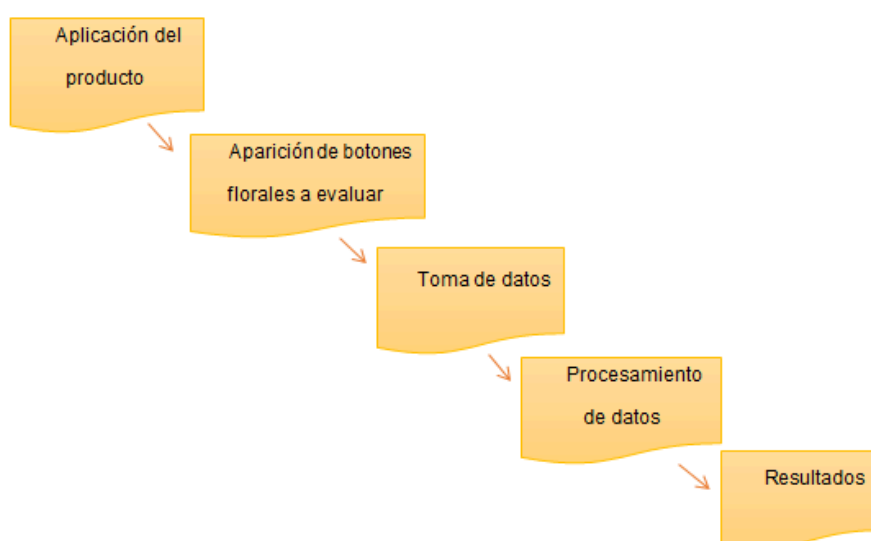 Aplicación del
producto
Aparición de botones
florales a evaluar
Toma de datos
Procesamiento
de datos
Resultados